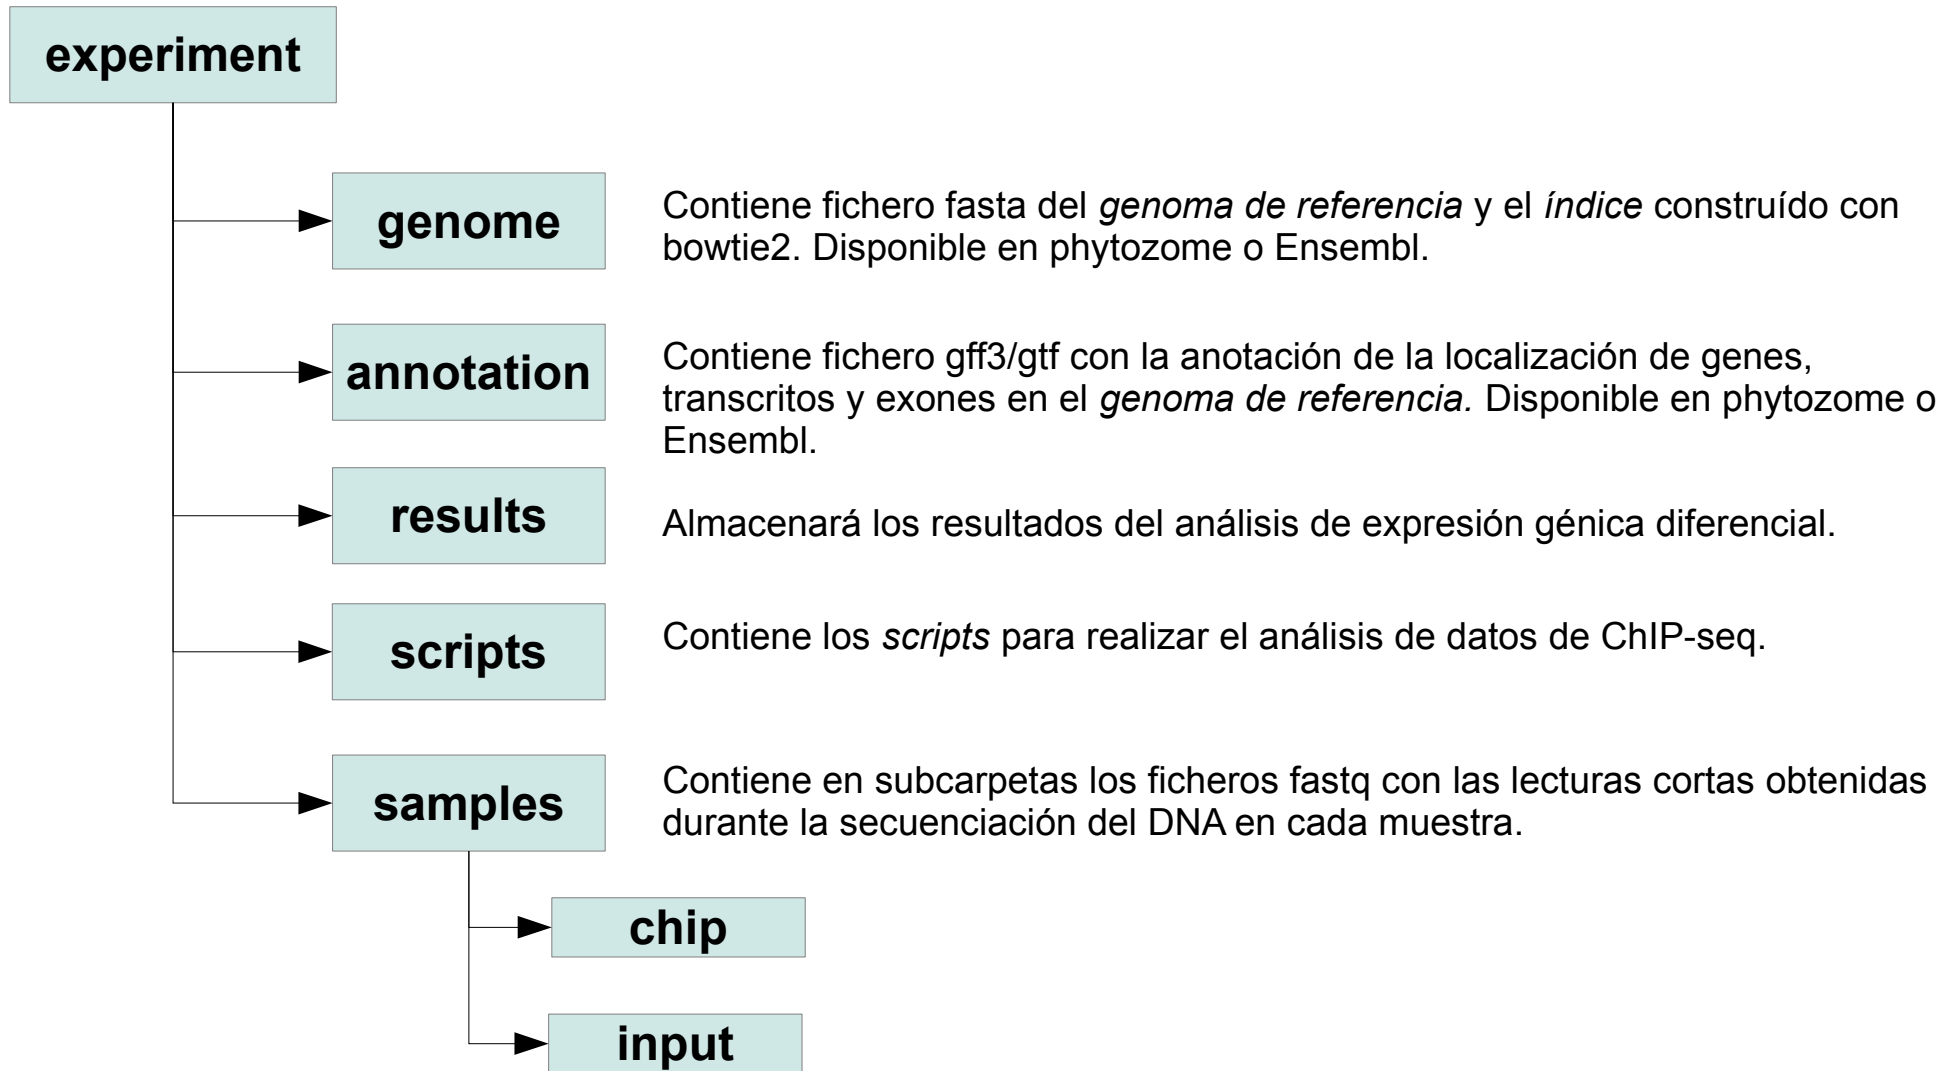 experiment
genome
Contiene fichero fasta del genoma de referencia y el índice construído con
bowtie2. Disponible en phytozome o Ensembl.
annotation
Contiene fichero gff3/gtf con la anotación de la localización de genes,
transcritos y exones en el genoma de referencia. Disponible en phytozome o
Ensembl.
results
Almacenará los resultados del análisis de expresión génica diferencial.
scripts
Contiene los scripts para realizar el análisis de datos de ChIP-seq.
samples
Contiene en subcarpetas los ficheros fastq con las lecturas cortas obtenidas
durante la secuenciación del DNA en cada muestra.
chip
input